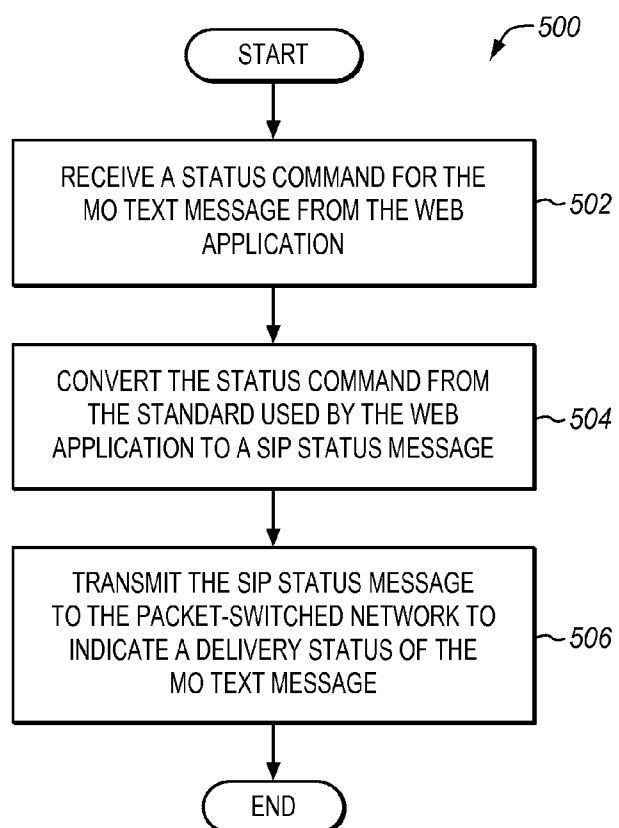 500
START
RECEIVE A STATUS COMMAND FOR THE
MO TEXT MESSAGE FROM THE WEB
APPLICATION
502
CONVERT THE STATUS COMMAND FROM
THE STANDARD USED BY THE WEB
APPLICATION TO A SIP STATUS MESSAGE
504
TRANSMIT THE SIP STATUS MESSAGE
TO THE PACKET-SWITCHED NETWORK TO
INDICATE A DELIVERY STATUS OF THE
MO TEXT MESSAGE
506
END